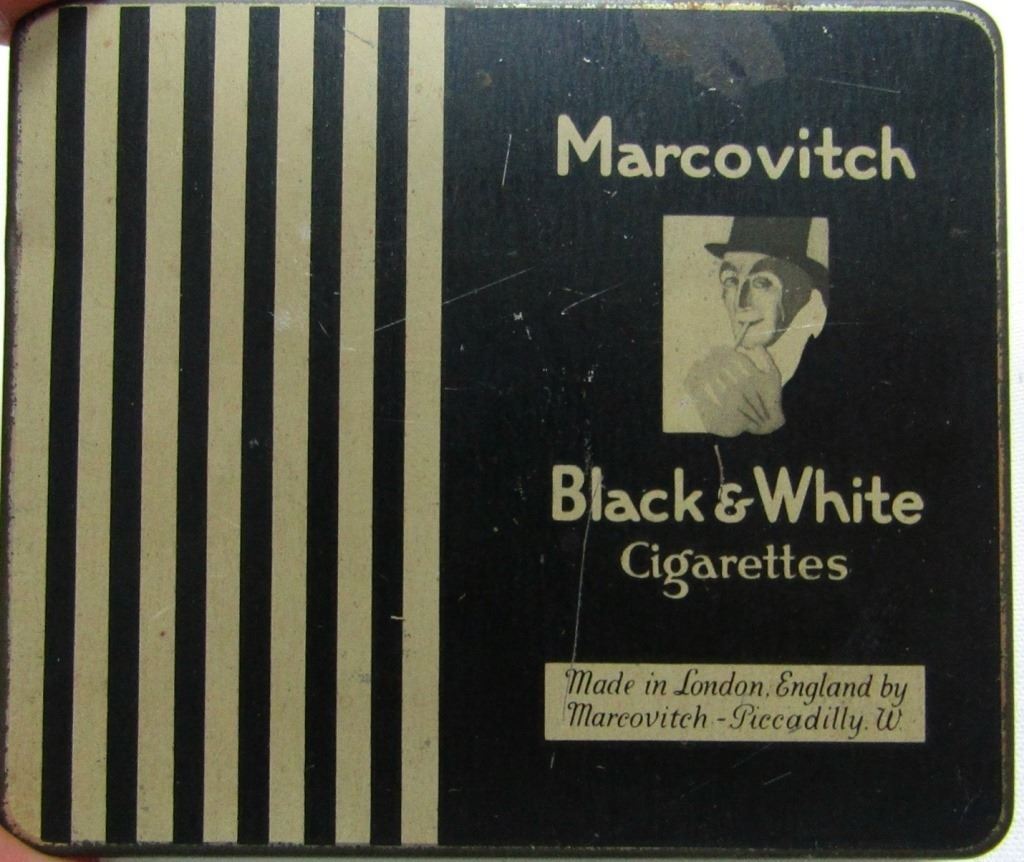 Marcovitch
Black & White
Cigarettes
Made in London, England by
Marcovitch - Piccadilly. W.